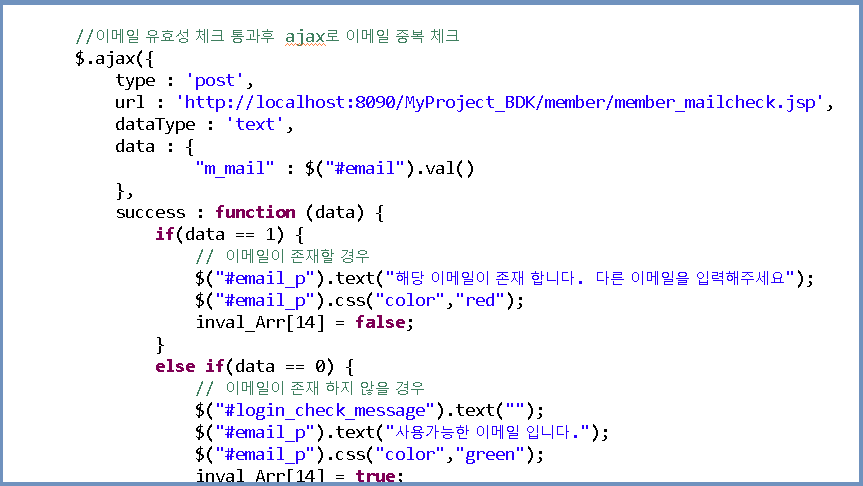 //이메일 유효성 체크 통과후 ajax로 이메일 중복 체크
$.ajax({
type : 'post',
url : 'http://localhost:8090/MyProject_BDK/member/member_mailcheck.jsp',
dataType : 'text',
data : {
"m_mail" : $("#email").val()
},
success : function (data) {
if(data == 1) {
// 이메일이 존재할 경우
$("#email_p").text("해당 이메일이 존재 합니다. 다른 이메일을 입력해주세요");
$("#email_p").css("color","red");
inval_Arr[14] = false;
}
else if(data == 0) {
// 이메일이 존재 하지 않을 경우
$("#login_check_message").text("");
$("#email_p").text("사용가능한 이메일 입니다.");
$("#email_p").css("color","green");
inval_Arr[14] = true;